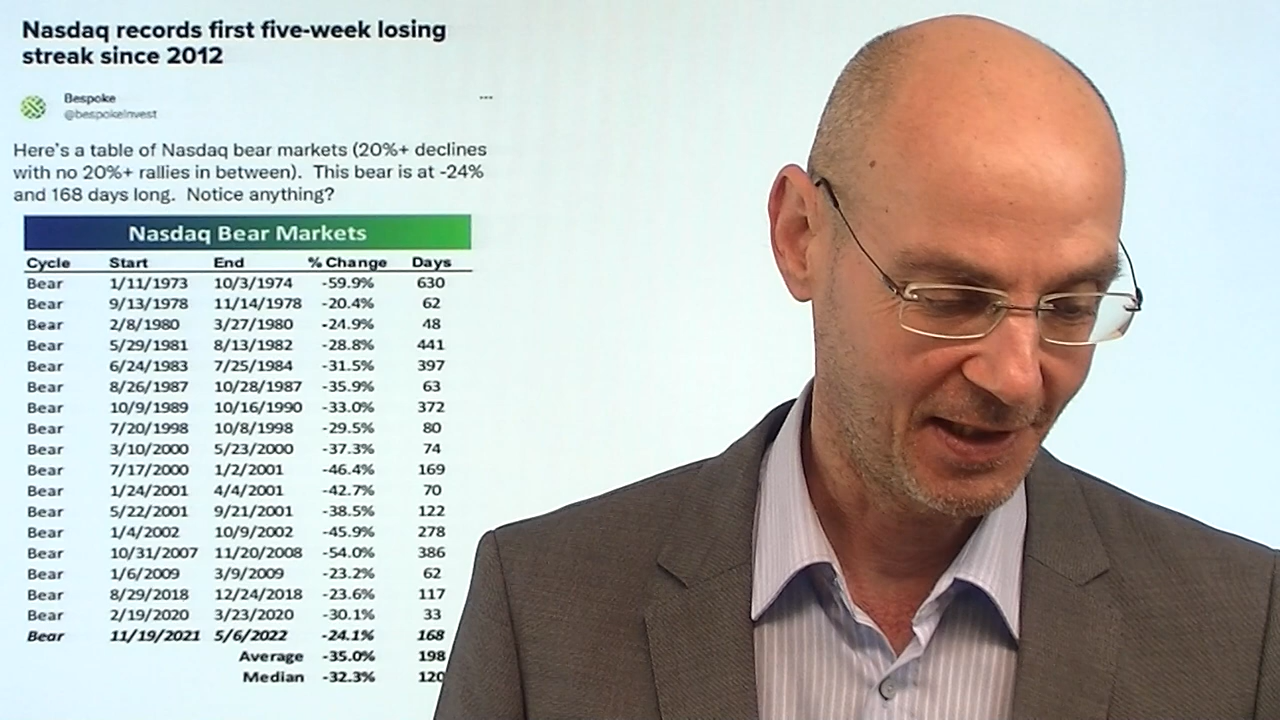 Nasdaq records first five-week losing
streak since 2012
Bespoke
@bespokeinvest
Here's a table of Nasdaq bear markets (20%+ declines
with no 20%+ rallies in between). This bear is at -24%
and 168 days long. Notice anything?
Nasdaq Bear Markets
Cycle Start End % Change Days
Bear 1/11/1973 10/3/1974 -59.9% 630
Bear 9/13/1978 11/14/1978 -20.4% 62
Bear 2/8/1980 3/27/1980 -24.9% 48
Bear 5/29/1981 8/13/1982 -28.8% 441
Bear 6/24/1983 7/25/1984 -31.5% 397
Bear 8/26/1987 10/28/1987 -35.9% 63
Bear 10/9/1989 10/16/1990 -33.0% 372
Bear 7/20/1998 10/8/1998 -29.5% 80
Bear 3/10/2000 5/23/2000 -37.3% 74
Bear 7/17/2000 1/2/2001 -46.4% 169
Bear 1/24/2001 4/4/2001 -42.7% 70
Bear 5/22/2001 9/21/2001 -38.5% 122
Bear 1/4/2002 10/9/2002 -45.9% 278
Bear 10/31/2007 11/20/2008 -54.0% 386
Bear 1/6/2009 3/9/2009 -23.2% 62
Bear 8/29/2018 12/24/2018 -23.6% 117
Bear 2/19/2020 3/23/2020 -30.1% 33
Bear 11/19/2021 5/6/2022 -24.1% 168
Average -35.0% 198
Median -32.3% 120